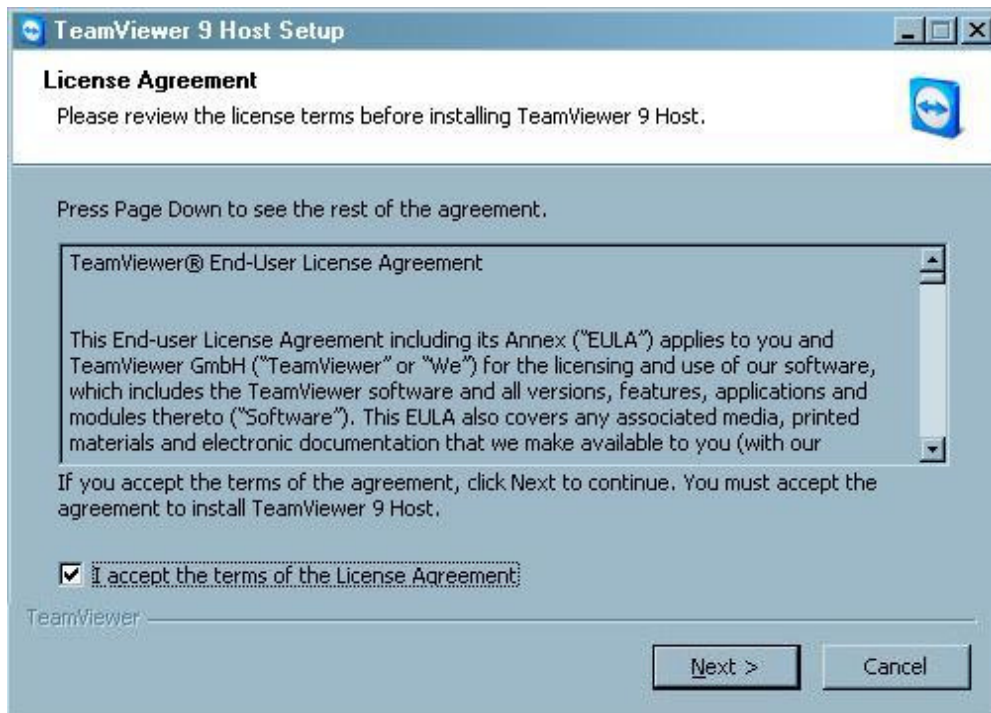 TeamViewer 9 Host Setup
License Agreement
Please review the license terms before installing TeamViewer 9 Host.
Press Page Down to see the rest of the agreement.
TeamViewer® End-User License Agreement
This End-user License Agreement including its Annex ("EULA") applies to you and
TeamViewer GmbH ("TeamViewer" or "We") for the licensing and use of our software,
which includes the TeamViewer software and all versions, features, applications and
modules thereto ("Software"). This EULA also covers any associated media, printed
materials and electronic documentation that we make available to you (with our
If you accept the terms of the agreement, click Next to continue. You must accept the
agreement to install TeamViewer 9 Host.
I accept the terms of the License Agreement
TeamViewer
Next >
Cancel